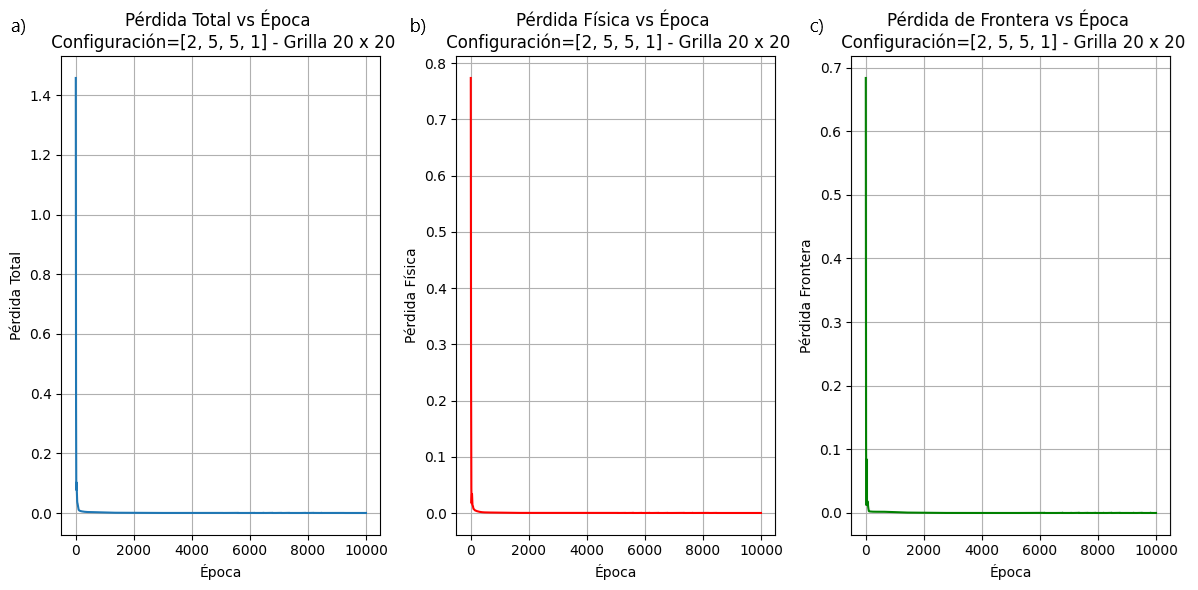 a)
Pérdida Total vs Época
Configuración=[2, 5, 5, 1] - Grilla 20 x 20
1.4
1.2
1.0
0.8
0.6
0.4
0.2
0.0
Pérdida Total
0
2000
4000
6000
8000
10000
Época
b)
Pérdida Física vs Época
Configuración=[2, 5, 5, 1] - Grilla 20 x 20
0.8
0.7
0.6
0.5
0.4
0.3
0.2
0.1
0.0
Pérdida Física
0
2000
4000
6000
8000
10000
Época
c)
Pérdida de Frontera vs Época
Configuración=[2, 5, 5, 1] - Grilla 20 x 20
0.7
0.6
0.5
0.4
0.3
0.2
0.1
0.0
Pérdida Frontera
0
2000
4000
6000
8000
10000
Época